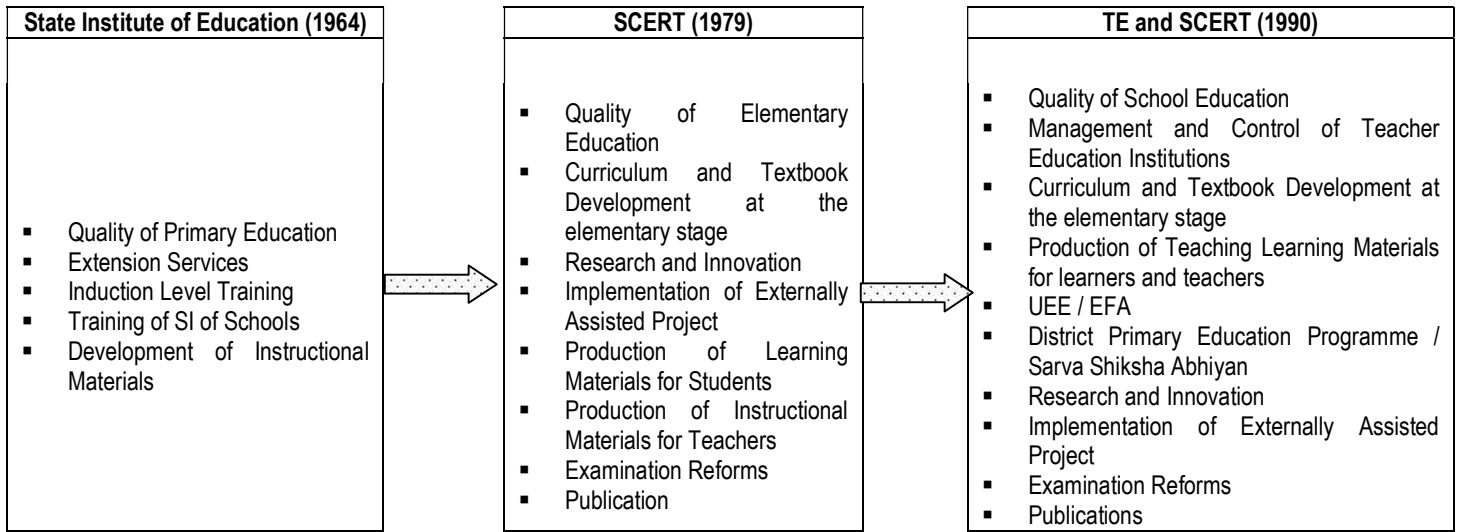 State Institute of Education (1964)
▪ Quality of Primary Education
▪ Extension Services
▪ Induction Level Training
▪ Training of SI of Schools
▪ Development of Instructional
Materials
SCERT (1979)
▪ Quality of Elementary
Education
▪ Curriculum and Textbook
Development at the
elementary stage
▪ Research and Innovation
▪ Implementation of Externally
Assisted Project
▪ Production of Learning
Materials for Students
▪ Production of Instructional
Materials for Teachers
▪ Examination Reforms
▪ Publication
TE and SCERT (1990)
▪ Quality of School Education
▪ Management and Control of Teacher
Education Institutions
▪ Curriculum and Textbook Development at
the elementary stage
▪ Production of Teaching Learning Materials
for learners and teachers
▪ UEE / EFA
▪ District Primary Education Programme /
Sarva Shiksha Abhiyan
▪ Research and Innovation
▪ Implementation of Externally Assisted
Project
▪ Examination Reforms
▪ Publications